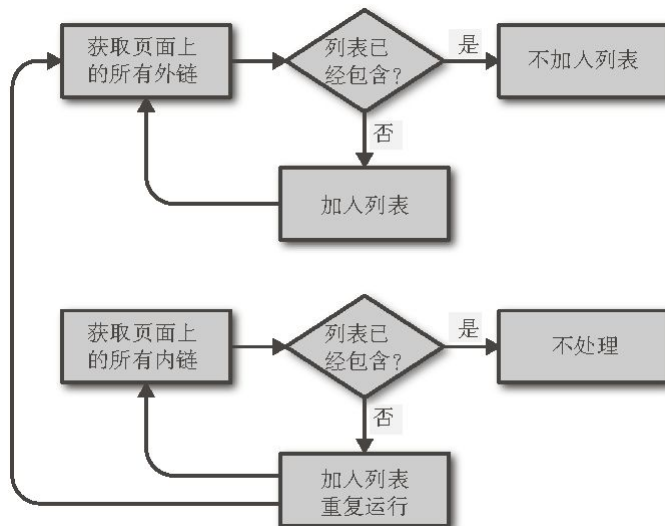 获取页面上
的所有外链
列表已
经包含?
是
不加入列表
否
加入列表
获取页面上
的所有内链
列表已
经包含?
是
不处理
否
加入列表
重复运行